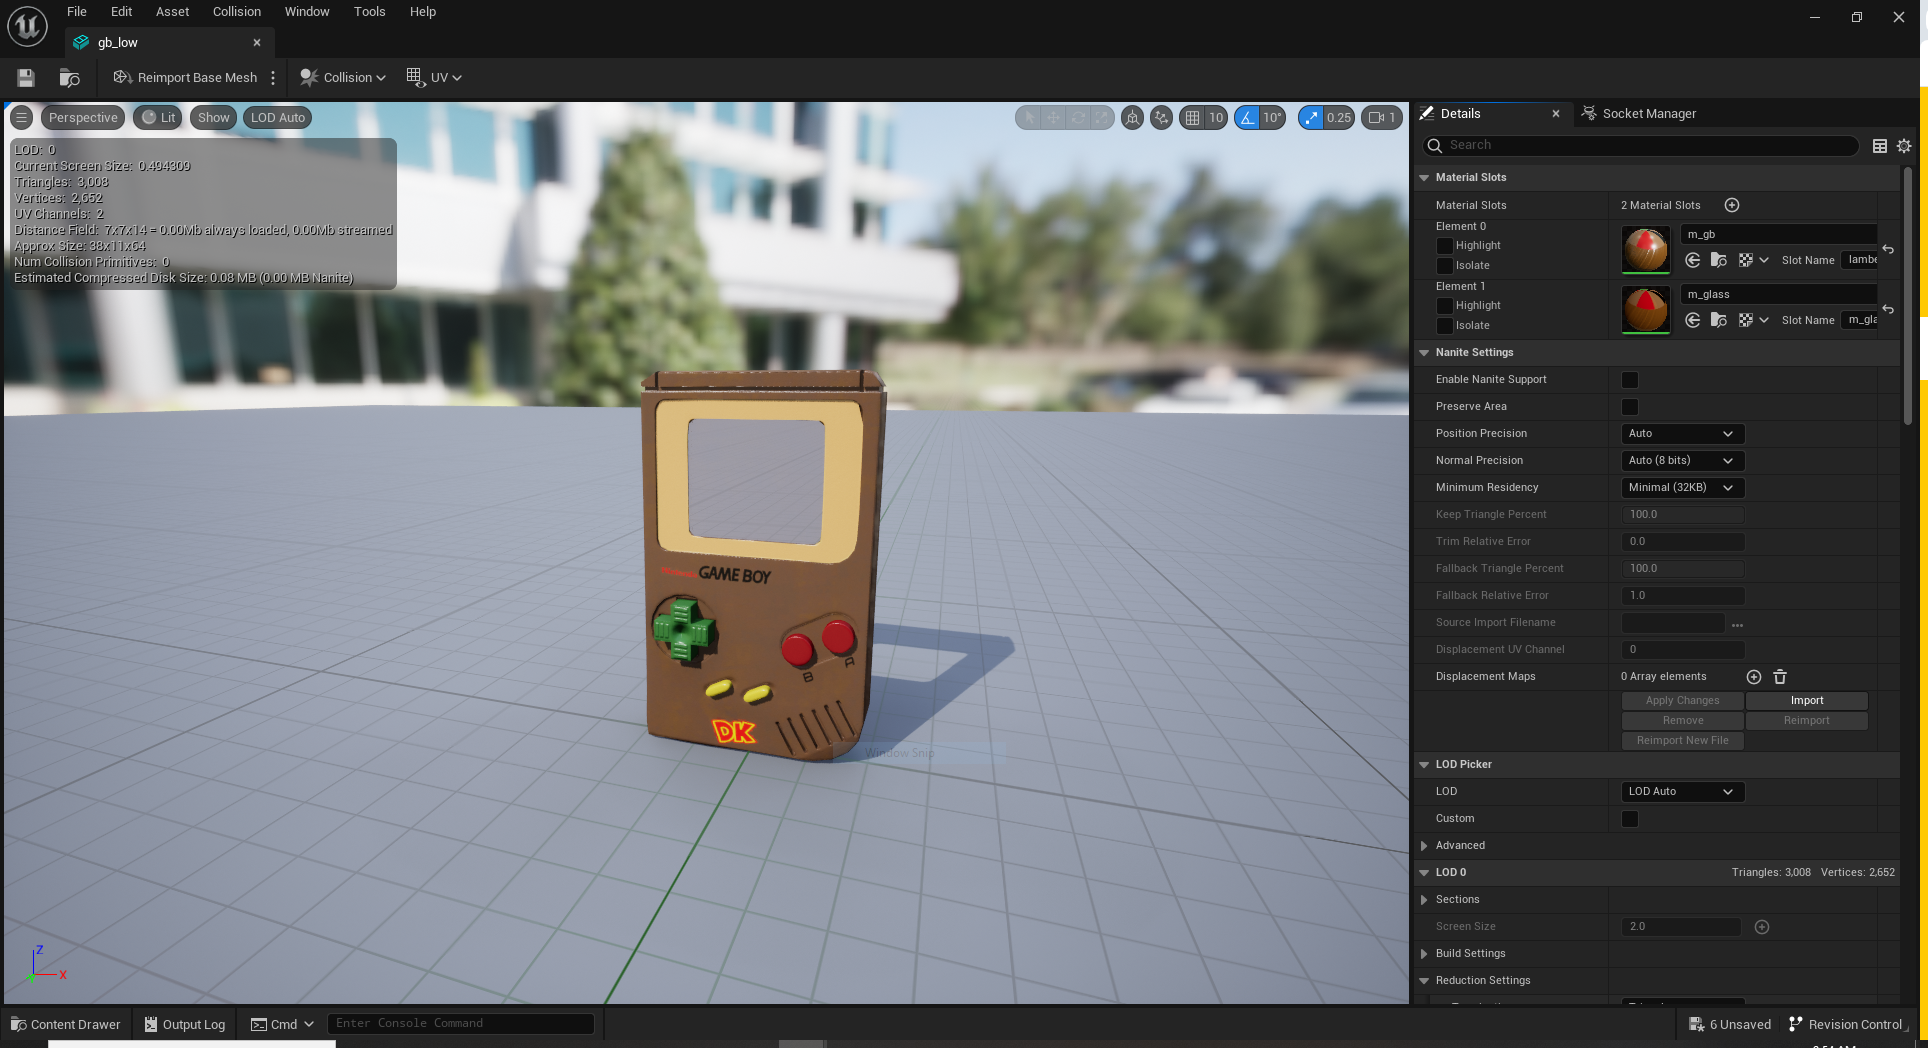 File Edit Asset Collision Window Tools Help
gb_low
Reimport Base Mesh Collision UV
Perspective Lit Show LOD Auto 10 10° 0.25 1
LOD: 0
Current Screen Size: 0.494309
Triangles: 3,008
Vertices: 2,652
UV Channels: 2
Distance Field: 7x7x14 = 0.00Mb always loaded, 0.00Mb streamed
Approx Size: 38x11x64
Num Collision Primitives: 0
Estimated Compressed Disk Size: 0.08 MB (0.00 MB Nanite)
GAME BOY
B A
DK
Window Snip
Z
X
Details Socket Manager
Search
Material Slots
Material Slots 2 Material Slots
Element 0
m_gb
Highlight
Isolate
Slot Name lambe
Element 1
m_glass
Highlight
Isolate
Slot Name m_gla
Nanite Settings
Enable Nanite Support
Preserve Area
Position Precision Auto
Normal Precision Auto (8 bits)
Minimum Residency Minimal (32KB)
Keep Triangle Percent 100.0
Trim Relative Error 0.0
Fallback Triangle Percent 100.0
Fallback Relative Error 1.0
Source Import Filename ...
Displacement UV Channel 0
Displacement Maps 0 Array elements
Apply Changes Import
Remove Reimport
Reimport New File
LOD Picker
LOD LOD Auto
Custom
Advanced
LOD 0 Triangles: 3,008 Vertices: 2,652
Sections
Screen Size 2.0
Build Settings
Reduction Settings
Content Drawer Output Log Cmd Enter Console Command 6 Unsaved Revision Control